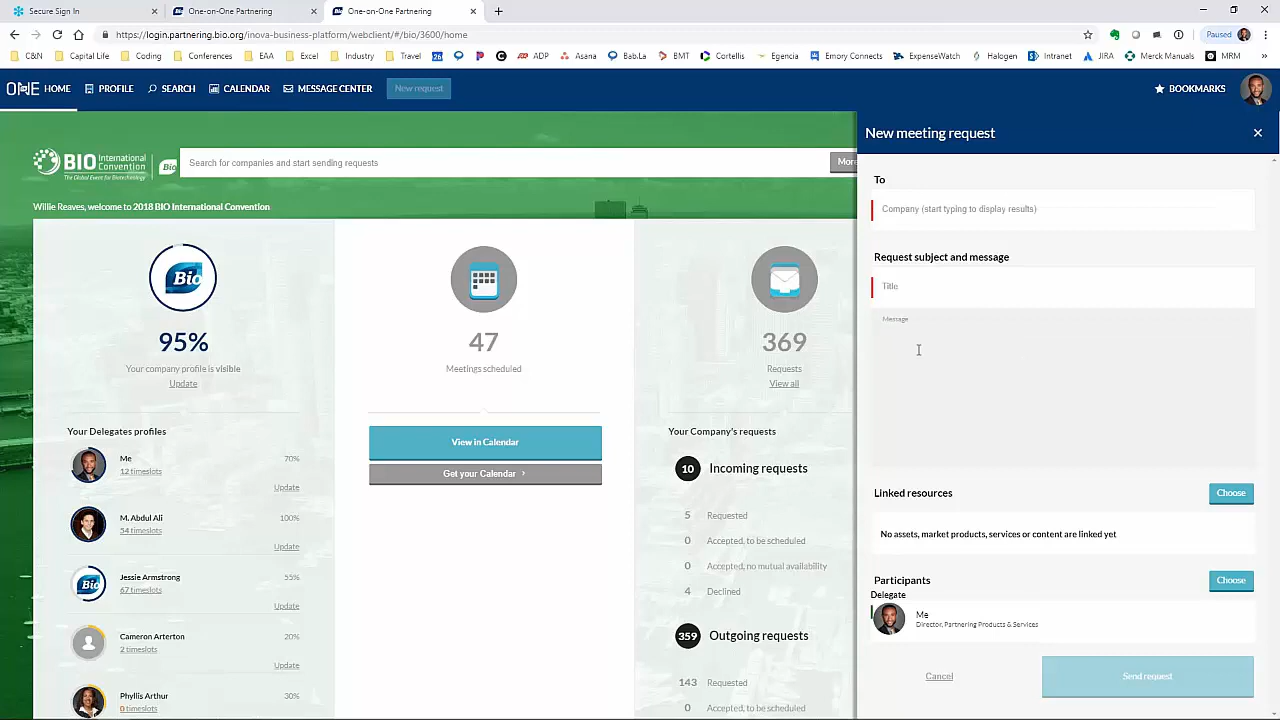 Secure Sign In
One-on-One Partnering
One-on-One Partnering
https://login.partnering.bio.org/inova-business-platform/webclient/#/bio/3600/home
Paused
C&N
Capital Life
Coding
Conferences
EAA
Excel
Industry
Travel
ADP
Asana
Bab.La
BMT
Cortellis
Egencia
Emory Connects
ExpenseWatch
Halogen
Intranet
JIRA
Merck Manuals
MRM
»
ONE
HOME
PROFILE
SEARCH
CALENDAR
MESSAGE CENTER
New request
BOOKMARKS
BIO International Convention
The Global Event for Biotechnology
Bio
Search for companies and start sending requests
More
Willie Reaves, welcome to 2018 BIO International Convention
Bio
95%
Your company profile is visible
Update
Your Delegates profiles
Me
70%
12 timeslots
Update
M. Abdul Ali
100%
54 timeslots
Update
Bio
Jessie Armstrong
55%
67 timeslots
Update
Cameron Arterton
20%
2 timeslots
Update
Phyllis Arthur
30%
0 timeslots
47
Meetings scheduled
View in Calendar
Get your Calendar ›
369
Requests
View all
Your Company's requests
10 Incoming requests
5 Requested
0 Accepted, to be scheduled
0 Accepted, no mutual availability
4 Declined
359 Outgoing requests
143 Requested
0 Accepted, to be scheduled
New meeting request
To
Company (start typing to display results)
Request subject and message
Title
Message
Linked resources
Choose
No assets, market products, services or content are linked yet
Participants
Choose
Delegate
Me
Director, Partnering Products & Services
Cancel
Send request